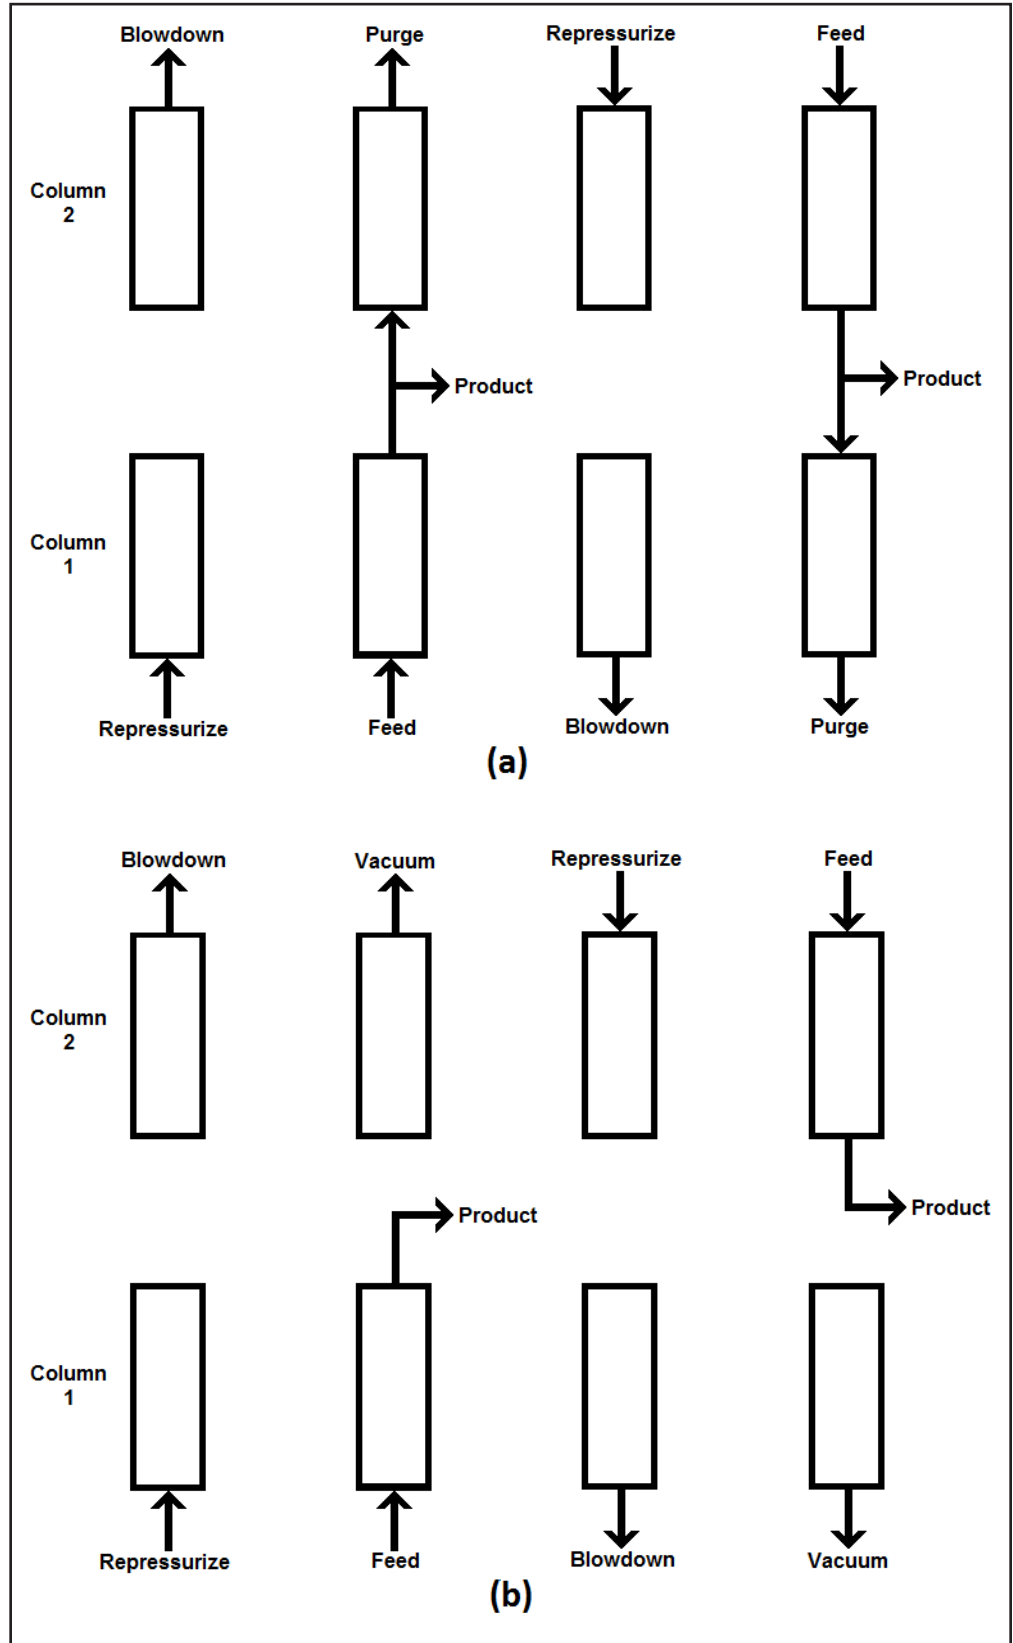 Blowdown
Purge
Repressurize
Feed
Column
2
Product
Product
Column
1
Repressurize
Feed
Blowdown
Purge
(a)
Blowdown
Vacuum
Repressurize
Feed
Column
2
Product
Product
Column
1
Repressurize
Feed
Blowdown
Vacuum
(b)